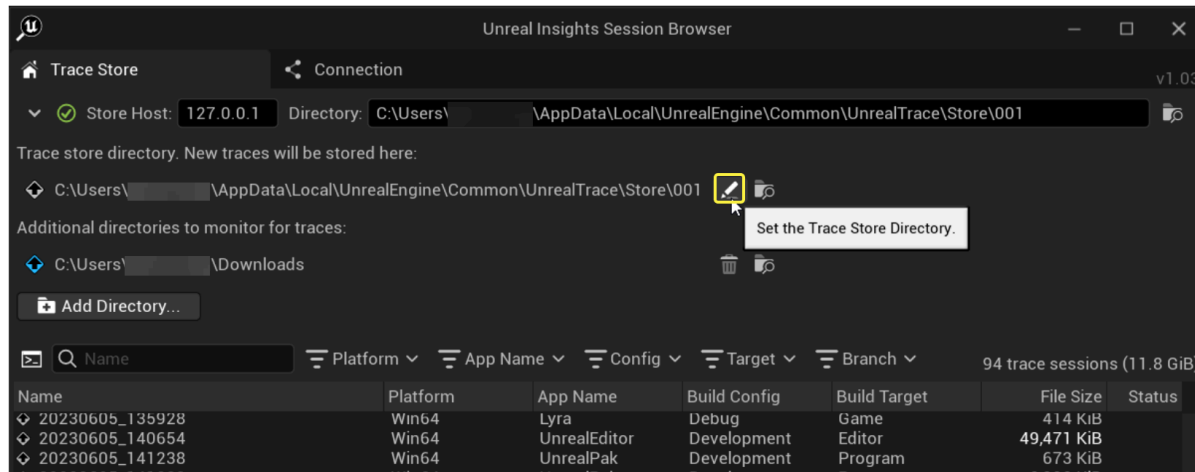 Unreal Insights Session Browser
Trace Store Connection v1.03
Store Host: 127.0.0.1 Directory: C:\Users\ \AppData\Local\UnrealEngine\Common\UnrealTrace\Store\001
Trace store directory. New traces will be stored here:
C:\Users\ \AppData\Local\UnrealEngine\Common\UnrealTrace\Store\001
Set the Trace Store Directory.
Additional directories to monitor for traces:
C:\Users\ \Downloads
Add Directory...
Name Platform App Name Config Target Branch 94 trace sessions (11.8 GiB)
Name Platform App Name Build Config Build Target File Size Status
20230605_135928 Win64 Lyra Debug Game 414 KiB
20230605_140654 Win64 UnrealEditor Development Editor 49,471 KiB
20230605_141238 Win64 UnrealPak Development Program 673 KiB